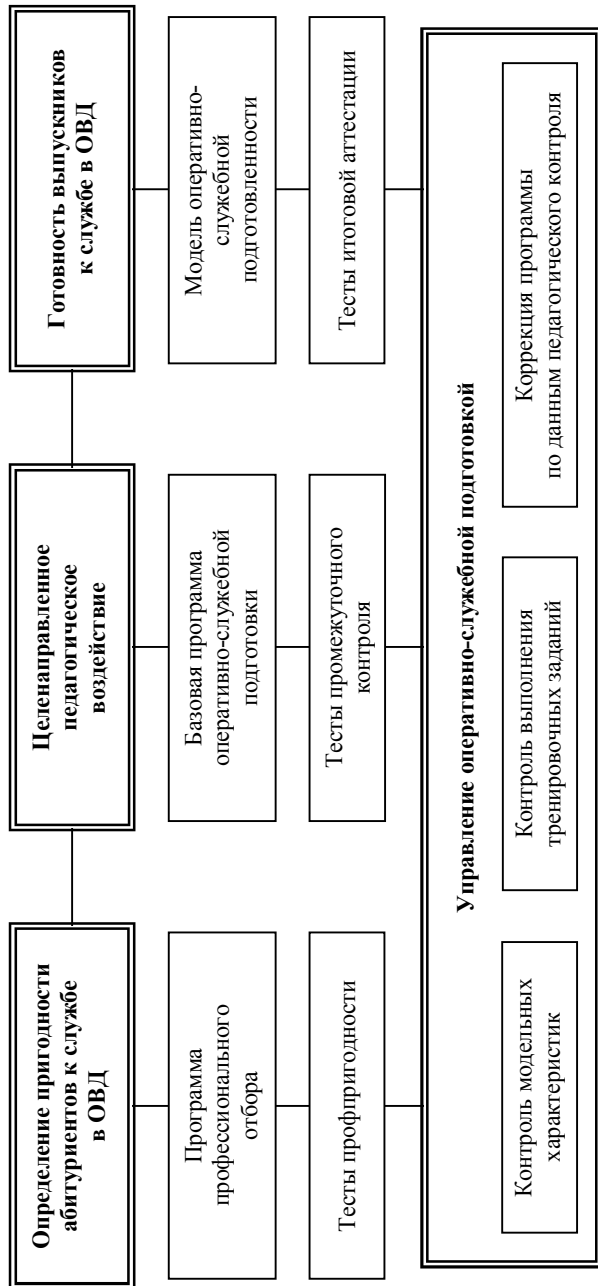 Определение пригодности
абитуриентов к службе
в ОВД
Целенаправленное
педагогическое
воздействие
Готовность выпускников
к службе в ОВД
Программа
профессионального
отбора
Базовая программа
оперативно-служебной
подготовки
Модель оперативно-
служебной
подготовленности
Тесты профпригодности
Тесты промежуточного
контроля
Тесты итоговой аттестации
Управление оперативно-служебной подготовкой
Контроль модельных
характеристик
Контроль выполнения
тренировочных заданий
Коррекция программы
по данным педагогического контроля